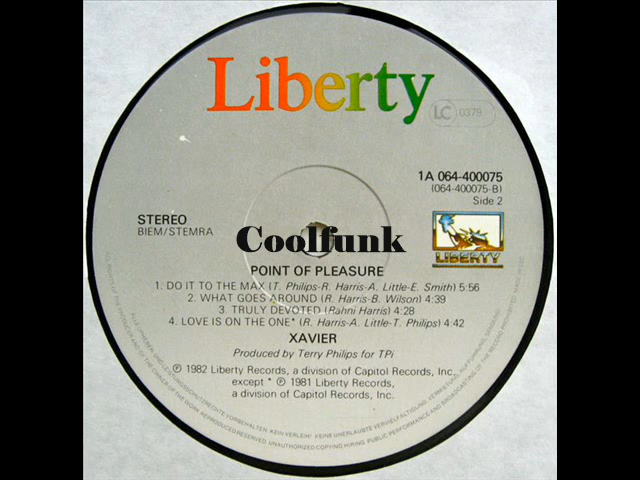 Liberty
LC 0379
1A 064-400075
(064-400075-B)
Side 2
STEREO
BIEM/STEMRA
LIBERTY
Coolfunk
POINT OF PLEASURE
1. DO IT TO THE MAX (T. Philips-R. Harris-A. Little-E. Smith) 5:56
2. WHAT GOES AROUND (R. Harris-B. Wilson) 4:39
3. TRULY DEVOTED (Rahni Harris) 4:28
4. LOVE IS ON THE ONE* (R. Harris-A. Little-T. Philips) 4:42
XAVIER
Produced by Terry Philips for TPi
℗ 1982 Liberty Records, a division of Capitol Records, Inc.
except * ℗ 1981 Liberty Records,
a division of Capitol Records, Inc.